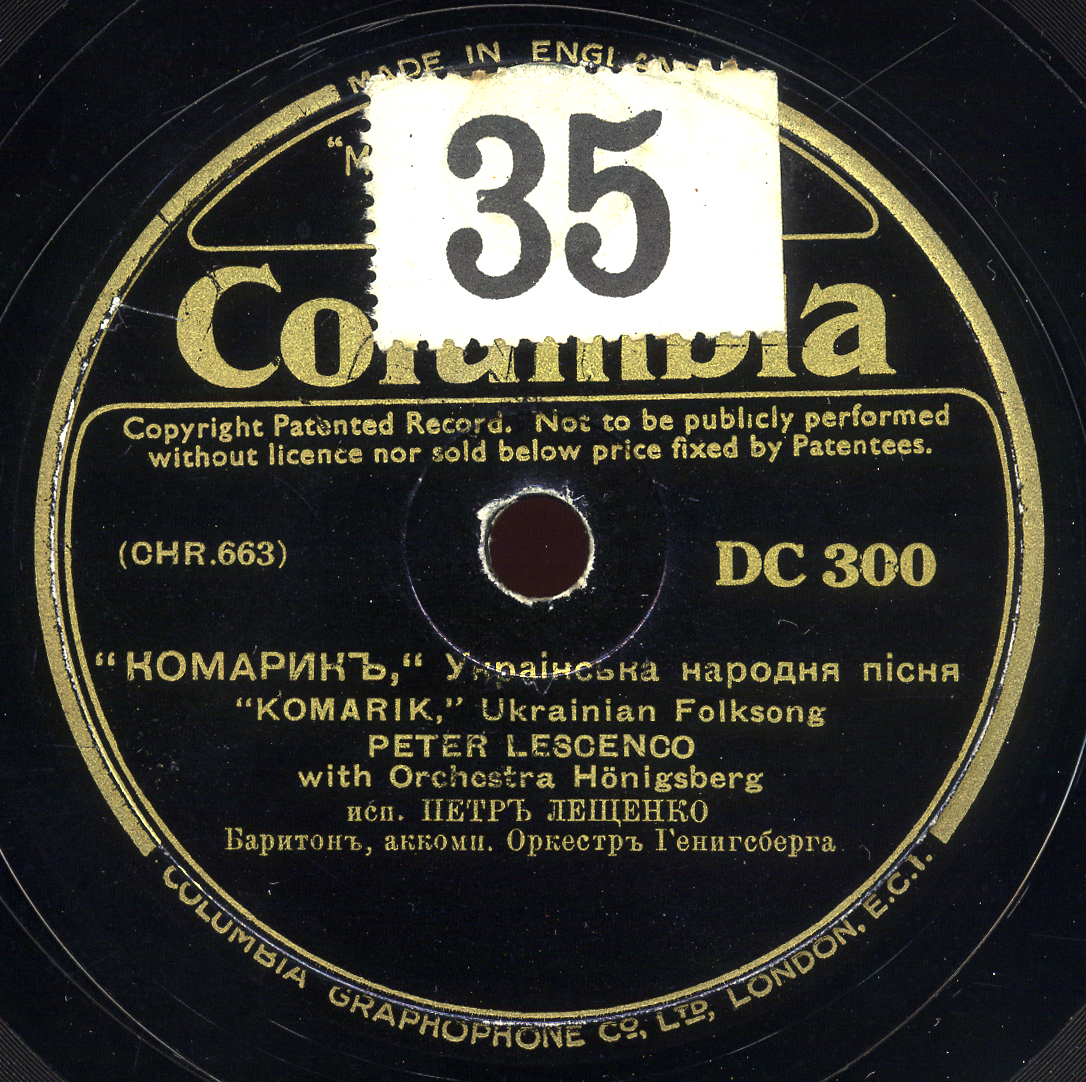 MADE IN ENGL
35
Columbia
Copyright Patented Record. Not to be publicly performed
without licence nor sold below price fixed by Patentees.
(CHR.663)
DC 300
"КОМАРИКЪ," Українська народня пісня
"KOMARIK," Ukrainian Folksong
PETER LESCENCO
with Orchestra Hönigsberg
исп. ПЕТРЪ ЛЕЩЕНКО
Баритонъ, аккомп. Оркестръ Генигсберга
COLUMBIA GRAPHOPHONE Co, LTD, LONDON, E.C.1.